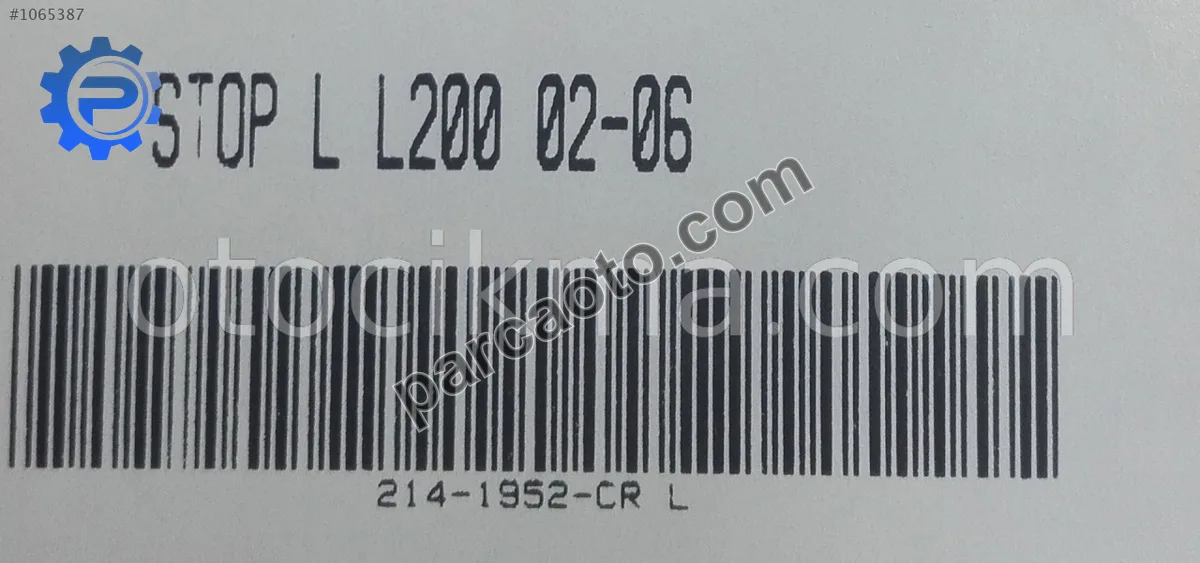 #1065387
STOP L L200 02-06
otocikma.com
parcaoto.com
214-1952-CR L